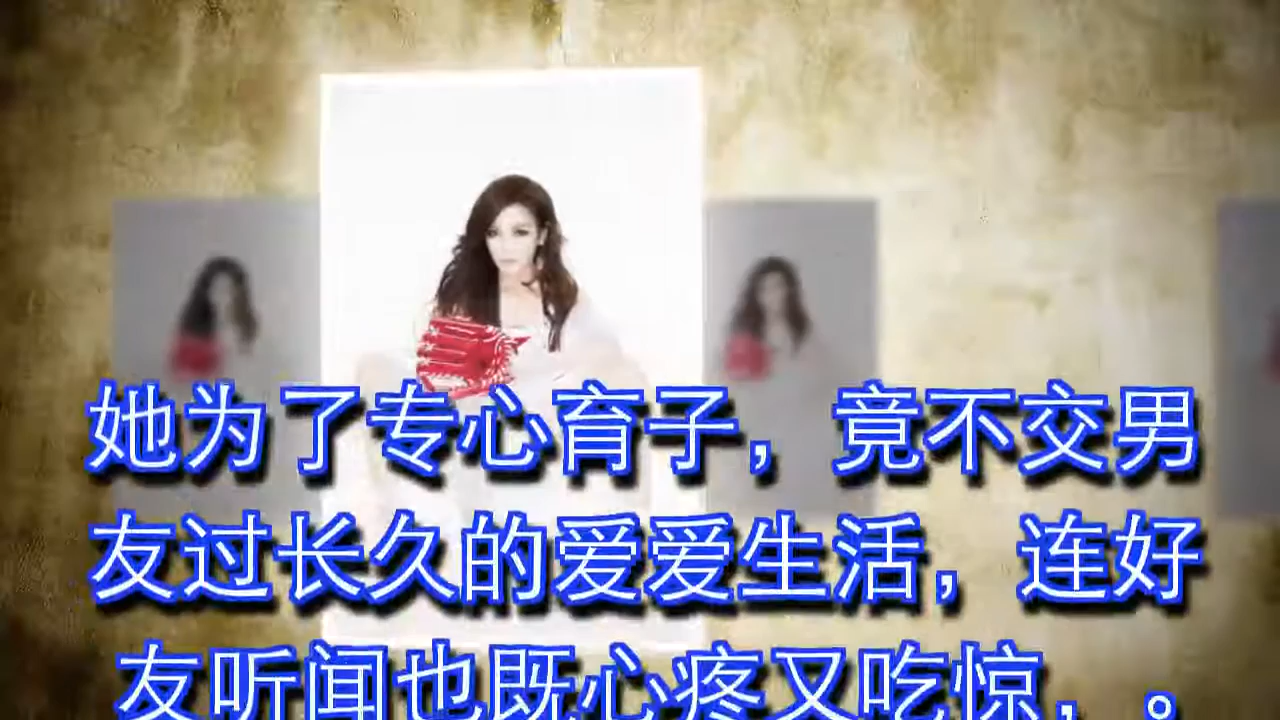 她为了专心育子，竟不交男
友过长久的爱爱生活，连好
友听闻也既心疼又吃惊，。